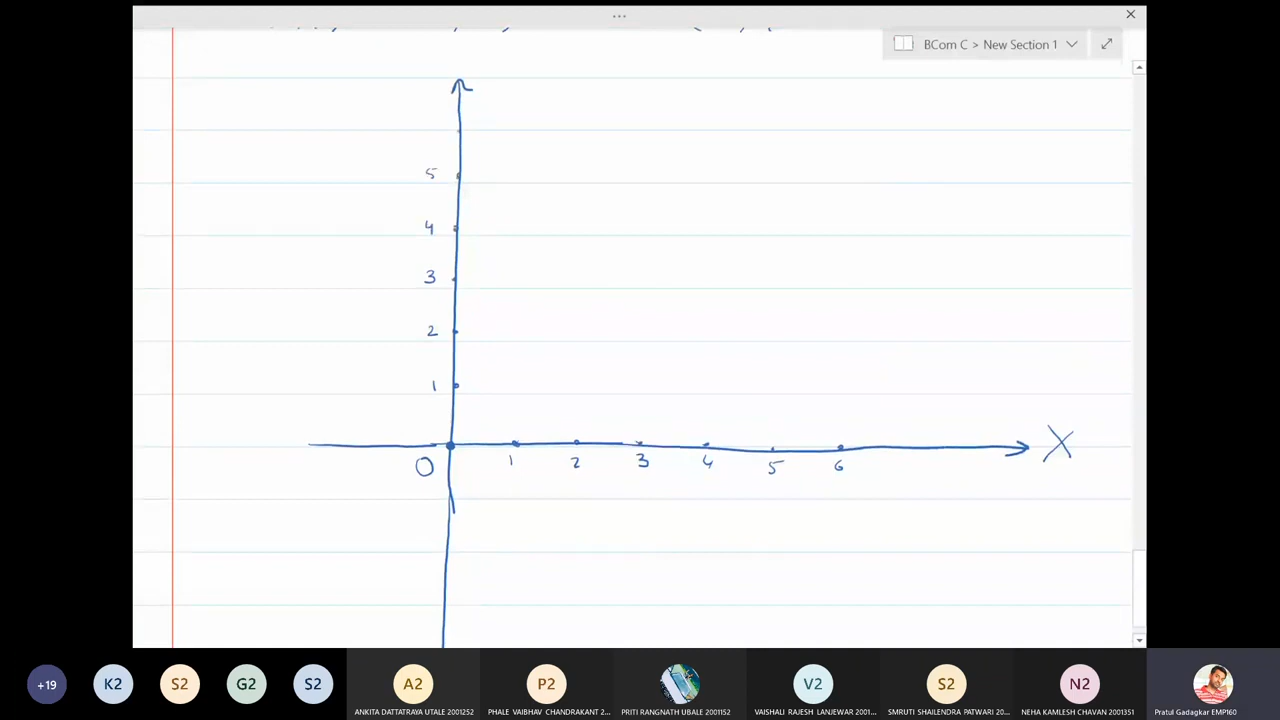 BCom C > New Section 1
5
4
3
2
1
X
O 1 2 3 4 5 6
+19 K2 S2 G2 S2 A2 P2 V2 S2 N2
ANKITA DATTATRAYA UTALE 2001252 PHALE VAIBHAV CHANDRAKANT 2... PRITI RANGNATH UBALE 2001152 VAISHALI RAJESH LANJEWAR 2001... SMRUTI SHAILENDRA PATWARI 20... NEHA KAMLESH CHAVAN 2001351 Pratul Gadagkar EMP160